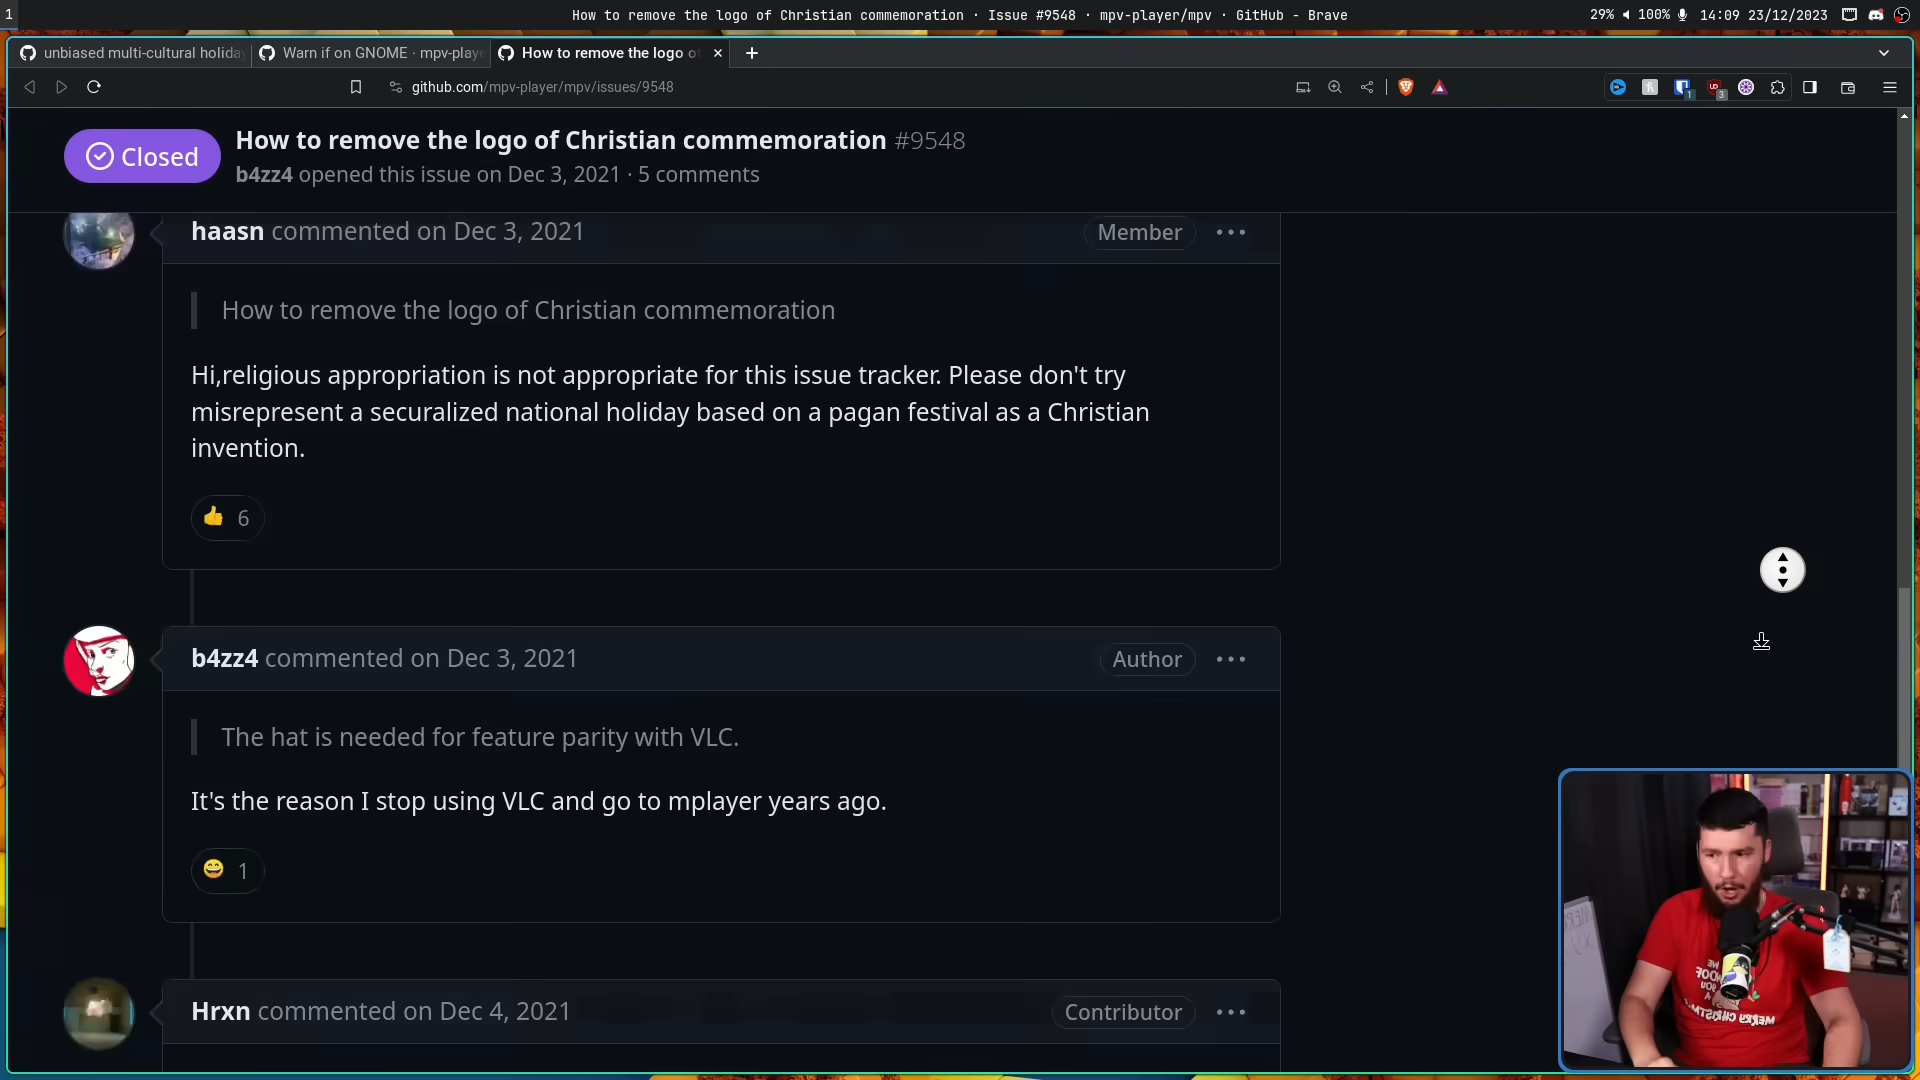 1
How to remove the logo of Christian commemoration · Issue #9548 · mpv-player/mpv · GitHub - Brave
29% 100% 14:09 23/12/2023
unbiased multi-cultural holida
Warn if on GNOME · mpv-play
How to remove the logo o
github.com/mpv-player/mpv/issues/9548
1
3
Closed
How to remove the logo of Christian commemoration #9548
b4zz4 opened this issue on Dec 3, 2021 · 5 comments
haasn commented on Dec 3, 2021
Member
How to remove the logo of Christian commemoration
Hi,religious appropriation is not appropriate for this issue tracker. Please don't try
misrepresent a securalized national holiday based on a pagan festival as a Christian
invention.
👍 6
b4zz4 commented on Dec 3, 2021
Author
The hat is needed for feature parity with VLC.
It's the reason I stop using VLC and go to mplayer years ago.
😄 1
Hrxn commented on Dec 4, 2021
Contributor